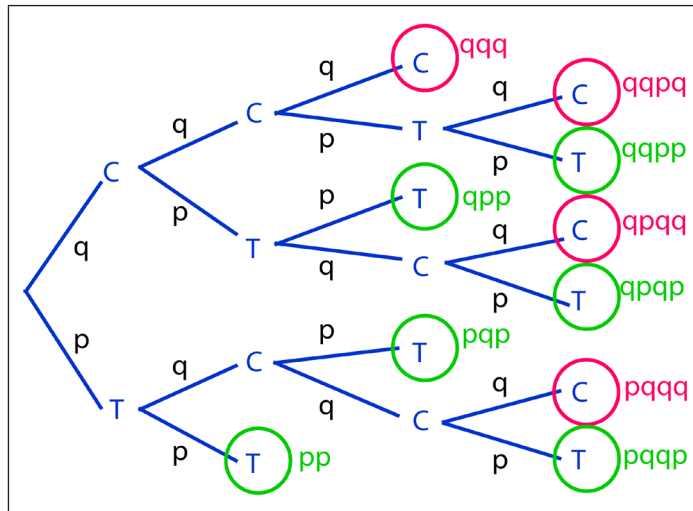 q C qqq
q C qqpq
q C
p T
C
p T qqpp
p T qpp
p
q C qpqq
T
q
q C
p T qpqp
p
p T pqp
q C
q C pqqq
q C
T
p T pp
p T pqqp